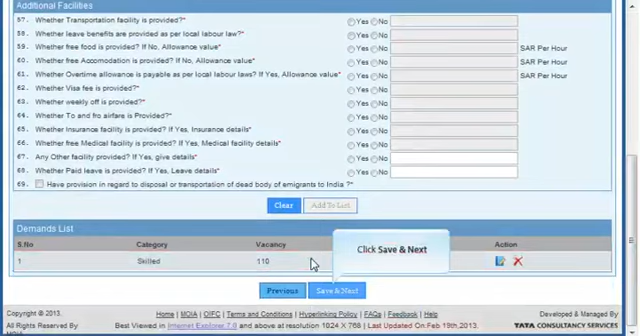 Additional Facilities
57. Whether Transportation facility is provided?* Yes No
58. Whether leave benefits are provided as per local labour law?* Yes No
59. Whether free food is provided? If No, Allowance value* Yes No SAR Per Hour
60. Whether free Accomodation is provided? If No, Allowance value* Yes No SAR Per Hour
61. Whether Overtime allowance is payable as per local labour laws? If Yes, Allowance value* Yes No SAR Per Hour
62. Whether Visa fee is provided?* Yes No
63. Whether weekly off is provided?* Yes No
64. Whether To and fro airfare is Provided?* Yes No
65. Whether Insurance facility is provided? If Yes, Insurance details* Yes No
66. Whether free Medical facility is provided? If Yes, Medical facility details* Yes No
67. Any Other facility provided? If Yes, give details* Yes No
68. Whether Paid leave is provided? If Yes, Leave details* Yes No
69. Have provision in regard to disposal or transportation of dead body of emigrants to India ?*
Clear Add To List
Demands List
S.No Category Vacancy Action
1 Skilled 110
Click Save & Next
Previous Save & Next
Copyright © 2013. Home | MOIA | OIFC | Terms and Conditions | Hyperlinking Policy | FAQs | Feedback | Help Developed & Managed By
All Rights Reserved By MOIA Best Viewed in Internet Explorer 7.0 and above at resolution 1024 X 768 | Last Updated On Feb 19th,2013. TATA CONSULTANCY SERVICES